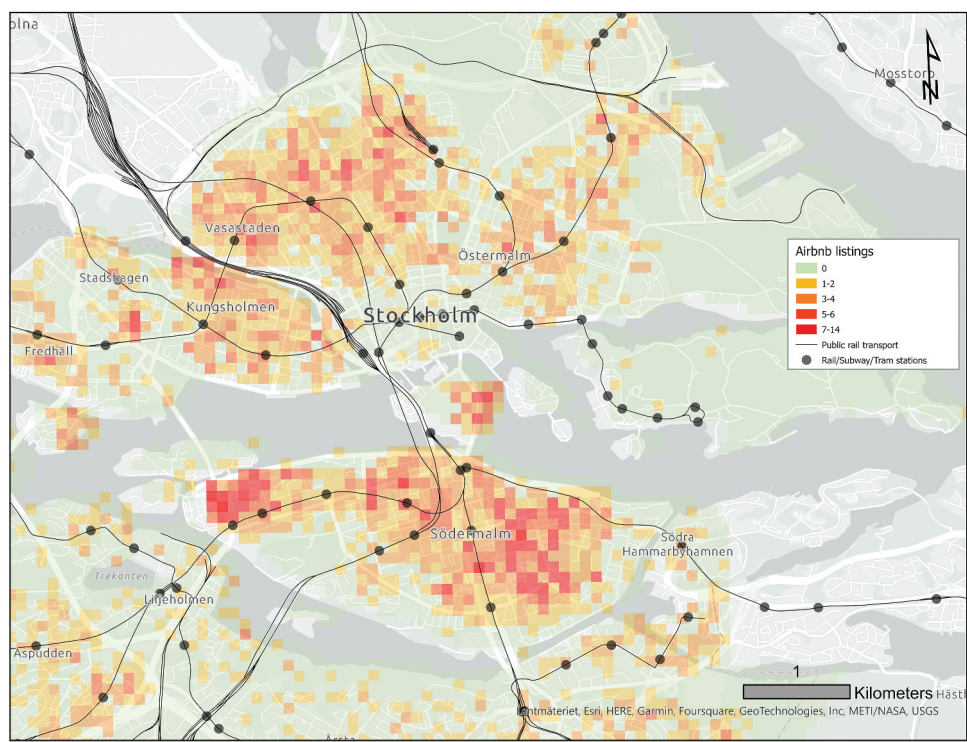 olna
Mosstorp
N
Vasastaden
Östermalm
Stadshagen
Kungsholmen
Stockholm
Fredhäll
Airbnb listings
0
1-2
3-4
5-6
7-14
Public rail transport
Rail/Subway/Tram stations
Södermalm
Södra
Hammarbyhamnen
Trekanten
Liljeholmen
Aspudden
1
Kilometers
Häst
Lantmäteriet, Esri, HERE, Garmin, Foursquare, GeoTechnologies, Inc, METI/NASA, USGS
Årsta